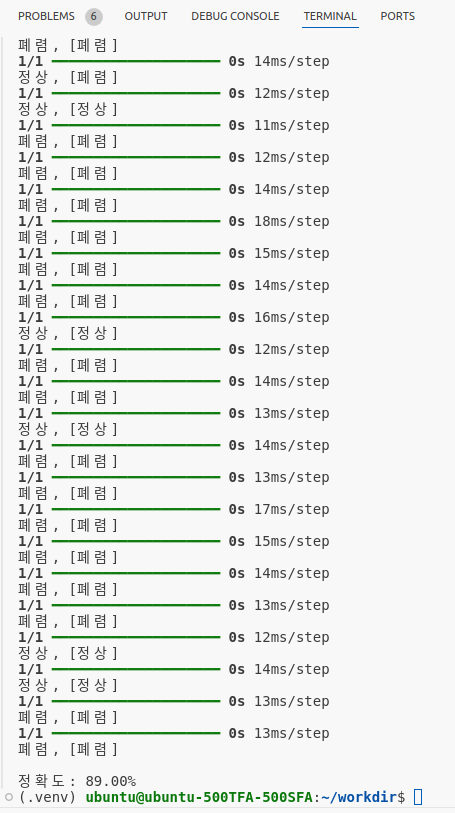 PROBLEMS 6 OUTPUT DEBUG CONSOLE TERMINAL PORTS
폐렴, [폐렴]
1/1 ━━━━━━━━━━━━━━━━━━━━ 0s 14ms/step
정상, [폐렴]
1/1 ━━━━━━━━━━━━━━━━━━━━ 0s 12ms/step
정상, [정상]
1/1 ━━━━━━━━━━━━━━━━━━━━ 0s 11ms/step
폐렴, [폐렴]
1/1 ━━━━━━━━━━━━━━━━━━━━ 0s 12ms/step
폐렴, [폐렴]
1/1 ━━━━━━━━━━━━━━━━━━━━ 0s 14ms/step
폐렴, [폐렴]
1/1 ━━━━━━━━━━━━━━━━━━━━ 0s 18ms/step
폐렴, [폐렴]
1/1 ━━━━━━━━━━━━━━━━━━━━ 0s 15ms/step
폐렴, [폐렴]
1/1 ━━━━━━━━━━━━━━━━━━━━ 0s 14ms/step
폐렴, [폐렴]
1/1 ━━━━━━━━━━━━━━━━━━━━ 0s 16ms/step
정상, [정상]
1/1 ━━━━━━━━━━━━━━━━━━━━ 0s 12ms/step
폐렴, [폐렴]
1/1 ━━━━━━━━━━━━━━━━━━━━ 0s 14ms/step
폐렴, [폐렴]
1/1 ━━━━━━━━━━━━━━━━━━━━ 0s 13ms/step
정상, [정상]
1/1 ━━━━━━━━━━━━━━━━━━━━ 0s 14ms/step
폐렴, [폐렴]
1/1 ━━━━━━━━━━━━━━━━━━━━ 0s 13ms/step
폐렴, [폐렴]
1/1 ━━━━━━━━━━━━━━━━━━━━ 0s 17ms/step
폐렴, [폐렴]
1/1 ━━━━━━━━━━━━━━━━━━━━ 0s 15ms/step
폐렴, [폐렴]
1/1 ━━━━━━━━━━━━━━━━━━━━ 0s 14ms/step
폐렴, [폐렴]
1/1 ━━━━━━━━━━━━━━━━━━━━ 0s 13ms/step
폐렴, [폐렴]
1/1 ━━━━━━━━━━━━━━━━━━━━ 0s 12ms/step
정상, [정상]
1/1 ━━━━━━━━━━━━━━━━━━━━ 0s 14ms/step
정상, [정상]
1/1 ━━━━━━━━━━━━━━━━━━━━ 0s 13ms/step
폐렴, [폐렴]
1/1 ━━━━━━━━━━━━━━━━━━━━ 0s 13ms/step
폐렴, [폐렴]
정확도: 89.00%
(.venv) ubuntu@ubuntu-500TFA-500SFA:~/workdir$